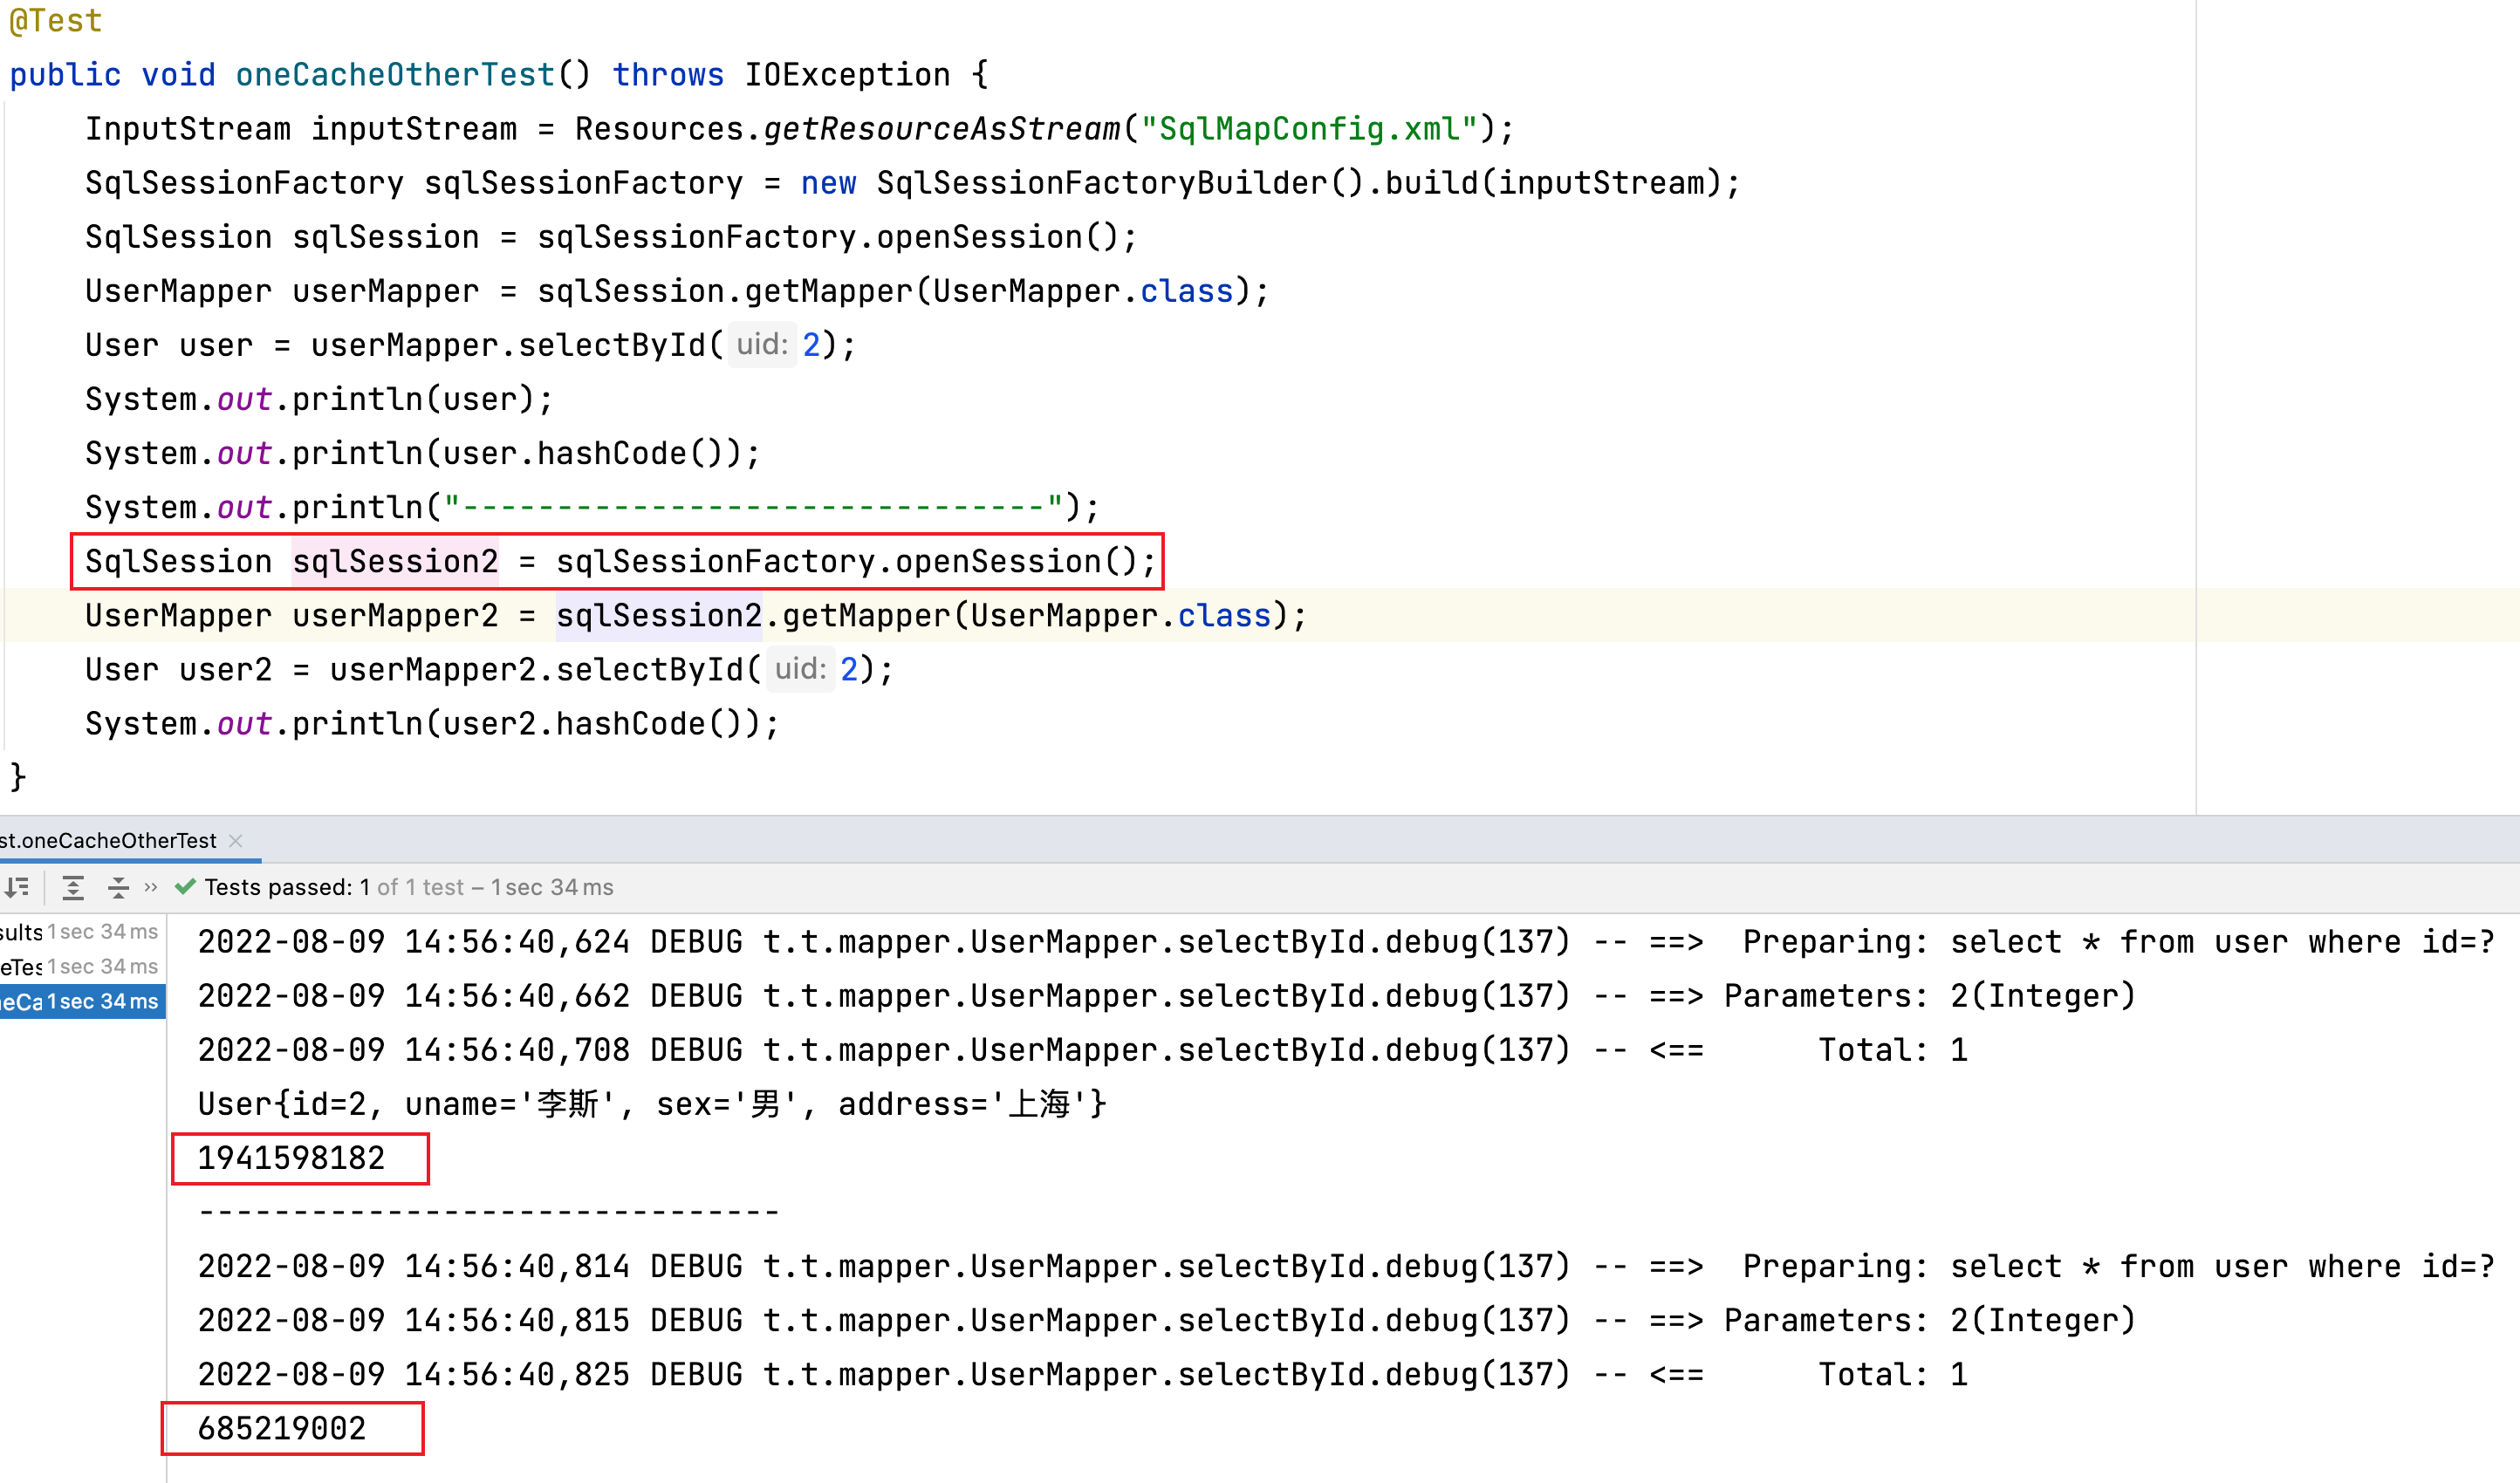 @Test
public void oneCacheOtherTest() throws IOException {
InputStream inputStream = Resources.getResourceAsStream("SqlMapConfig.xml");
SqlSessionFactory sqlSessionFactory = new SqlSessionFactoryBuilder().build(inputStream);
SqlSession sqlSession = sqlSessionFactory.openSession();
UserMapper userMapper = sqlSession.getMapper(UserMapper.class);
User user = userMapper.selectById( uid: 2);
System.out.println(user);
System.out.println(user.hashCode());
System.out.println("-------------------------------");
SqlSession sqlSession2 = sqlSessionFactory.openSession();
UserMapper userMapper2 = sqlSession2.getMapper(UserMapper.class);
User user2 = userMapper2.selectById( uid: 2);
System.out.println(user2.hashCode());
}
st.oneCacheOtherTest
Tests passed: 1 of 1 test – 1 sec 34 ms
sults 1 sec 34 ms
eTes 1 sec 34 ms
neCa 1 sec 34 ms
2022-08-09 14:56:40,624 DEBUG t.t.mapper.UserMapper.selectById.debug(137) -- ==>  Preparing: select * from user where id=?
2022-08-09 14:56:40,662 DEBUG t.t.mapper.UserMapper.selectById.debug(137) -- ==> Parameters: 2(Integer)
2022-08-09 14:56:40,708 DEBUG t.t.mapper.UserMapper.selectById.debug(137) -- <==      Total: 1
User{id=2, uname='李斯', sex='男', address='上海'}
1941598182
-------------------------------
2022-08-09 14:56:40,814 DEBUG t.t.mapper.UserMapper.selectById.debug(137) -- ==>  Preparing: select * from user where id=?
2022-08-09 14:56:40,815 DEBUG t.t.mapper.UserMapper.selectById.debug(137) -- ==> Parameters: 2(Integer)
2022-08-09 14:56:40,825 DEBUG t.t.mapper.UserMapper.selectById.debug(137) -- <==      Total: 1
685219002